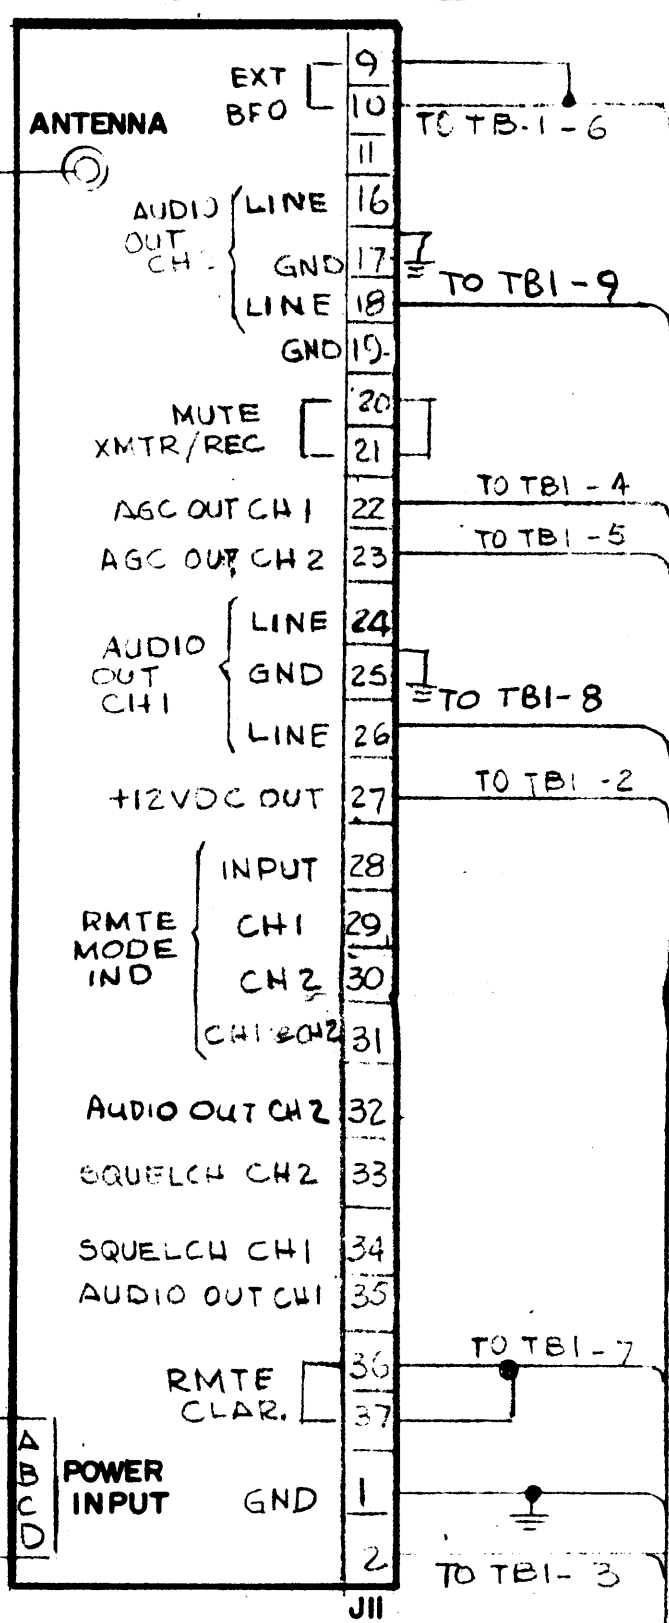 EXT 9
BFO 10 TO TB-1-6
ANTENNA
11
AUDIO LINE 16
OUT
CH
GND 17
TO TB1-9
LINE 18
GND 19
MUTE 20
XMTR/REC 21
TO TB1-4
AGC OUT CH1 22
TO TB1-5
AGC OUT CH2 23
LINE 24
AUDIO
OUT GND 25
CH1 TO TB1-8
LINE 26
TO TB1-2
+12VDC OUT 27
INPUT 28
RMTE CH1 29
MODE
IND CH2 30
CH1&CH2 31
AUDIO OUT CH2 32
SQUELCH CH2 33
SQUELCH CH1 34
AUDIO OUT CH1 35
TO TB1-7
RMTE 36
CLAR. 37
A
B POWER
C INPUT
D
GND 1
2 TO TB1-3
J11